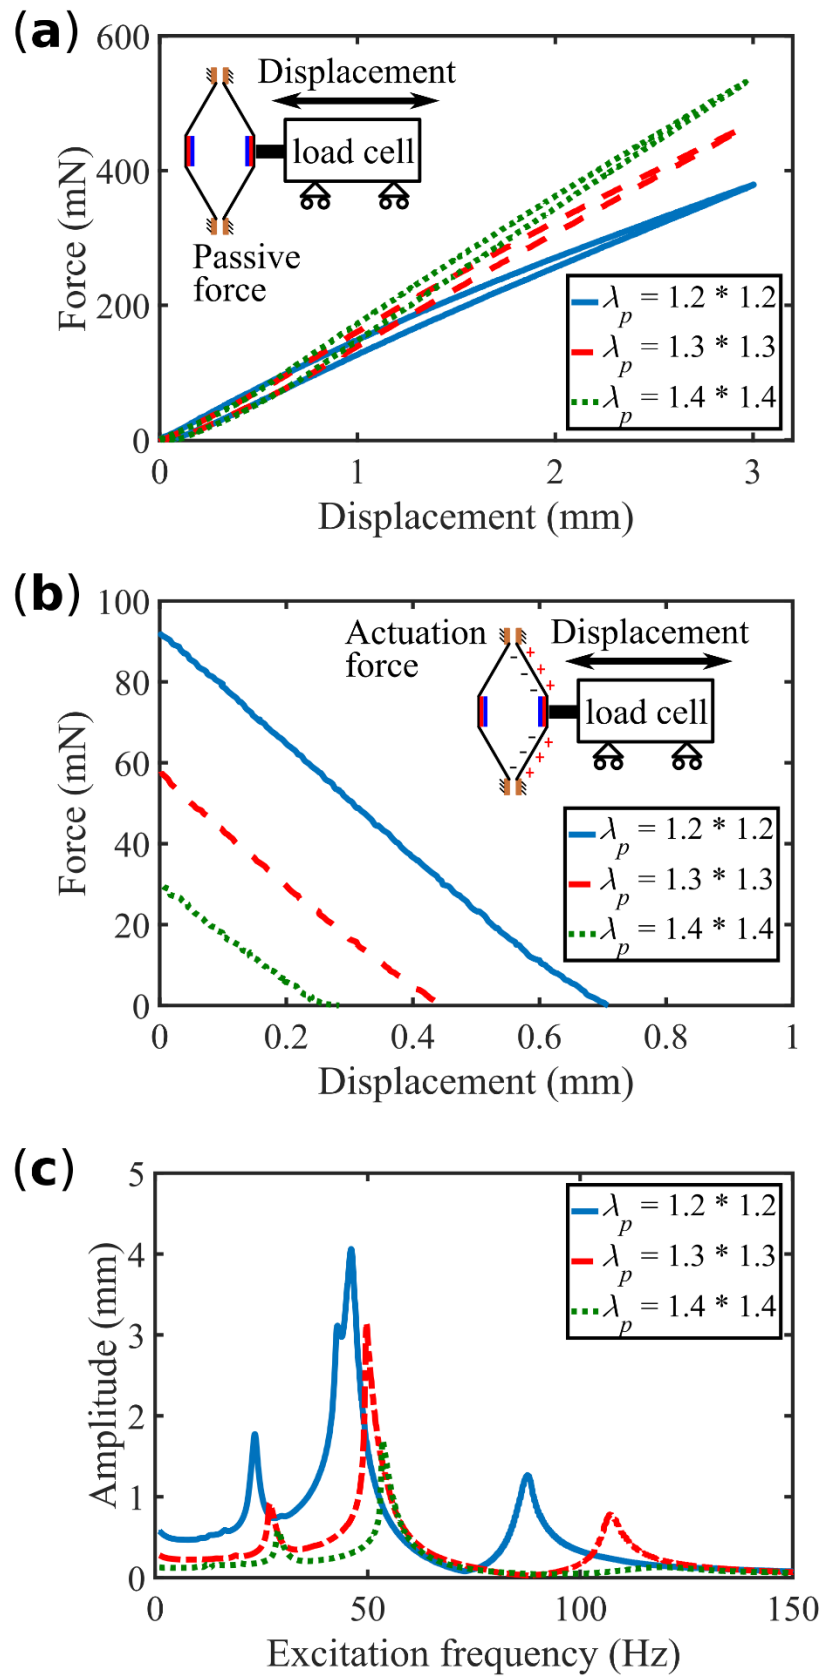 (a)
600
400
200
0
Force (mN)
Displacement
load cell
Passive
force
λp = 1.2 * 1.2
λp = 1.3 * 1.3
λp = 1.4 * 1.4
0 1 2 3
Displacement (mm)
(b)
100
80
60
40
20
0
Force (mN)
Actuation
force
Displacement
load cell
- - - - - -
+ + + + + +
λp = 1.2 * 1.2
λp = 1.3 * 1.3
λp = 1.4 * 1.4
0 0.2 0.4 0.6 0.8 1
Displacement (mm)
(c)
5
4
3
2
1
0
Amplitude (mm)
λp = 1.2 * 1.2
λp = 1.3 * 1.3
λp = 1.4 * 1.4
0 50 100 150
Excitation frequency (Hz)